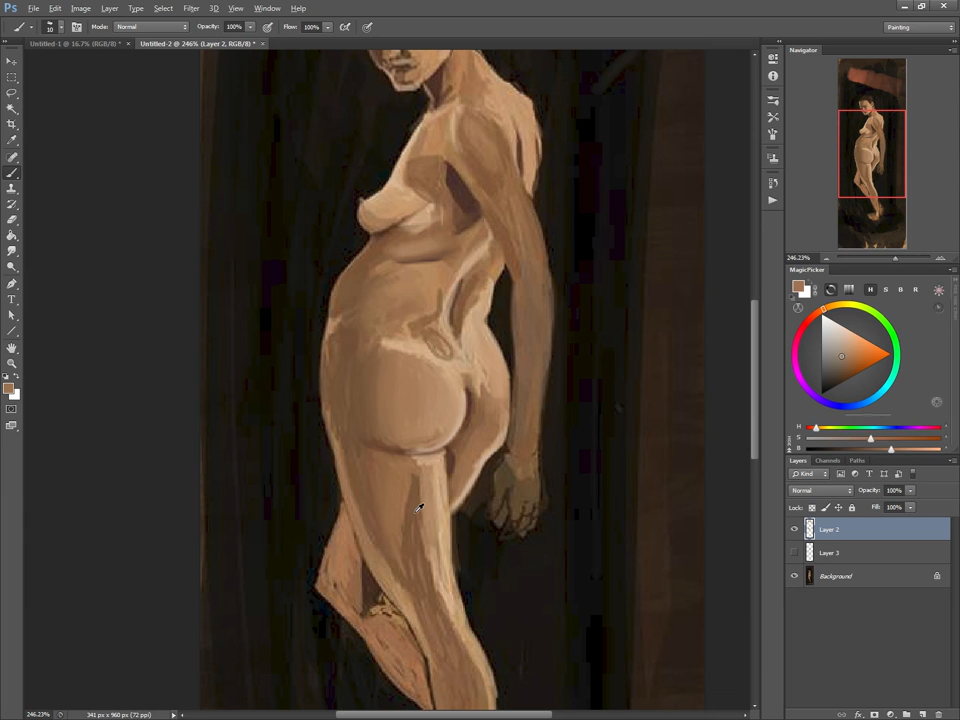 Ps File Edit Image Layer Type Select Filter 3D View Window Help
10 Mode: Normal Opacity: 100% Flow: 100% Painting
Untitled-1 @ 16.7% (RGB/8) * × Untitled-2 @ 246% (Layer 2, RGB/8) * ×
Navigator
246.23%
MagicPicker
H S B R
H
S
B
Layers Channels Paths
Kind
Normal Opacity: 100%
Lock: Fill: 100%
Layer 2
Layer 3
Background
246.23% 341 px x 960 px (72 ppi)